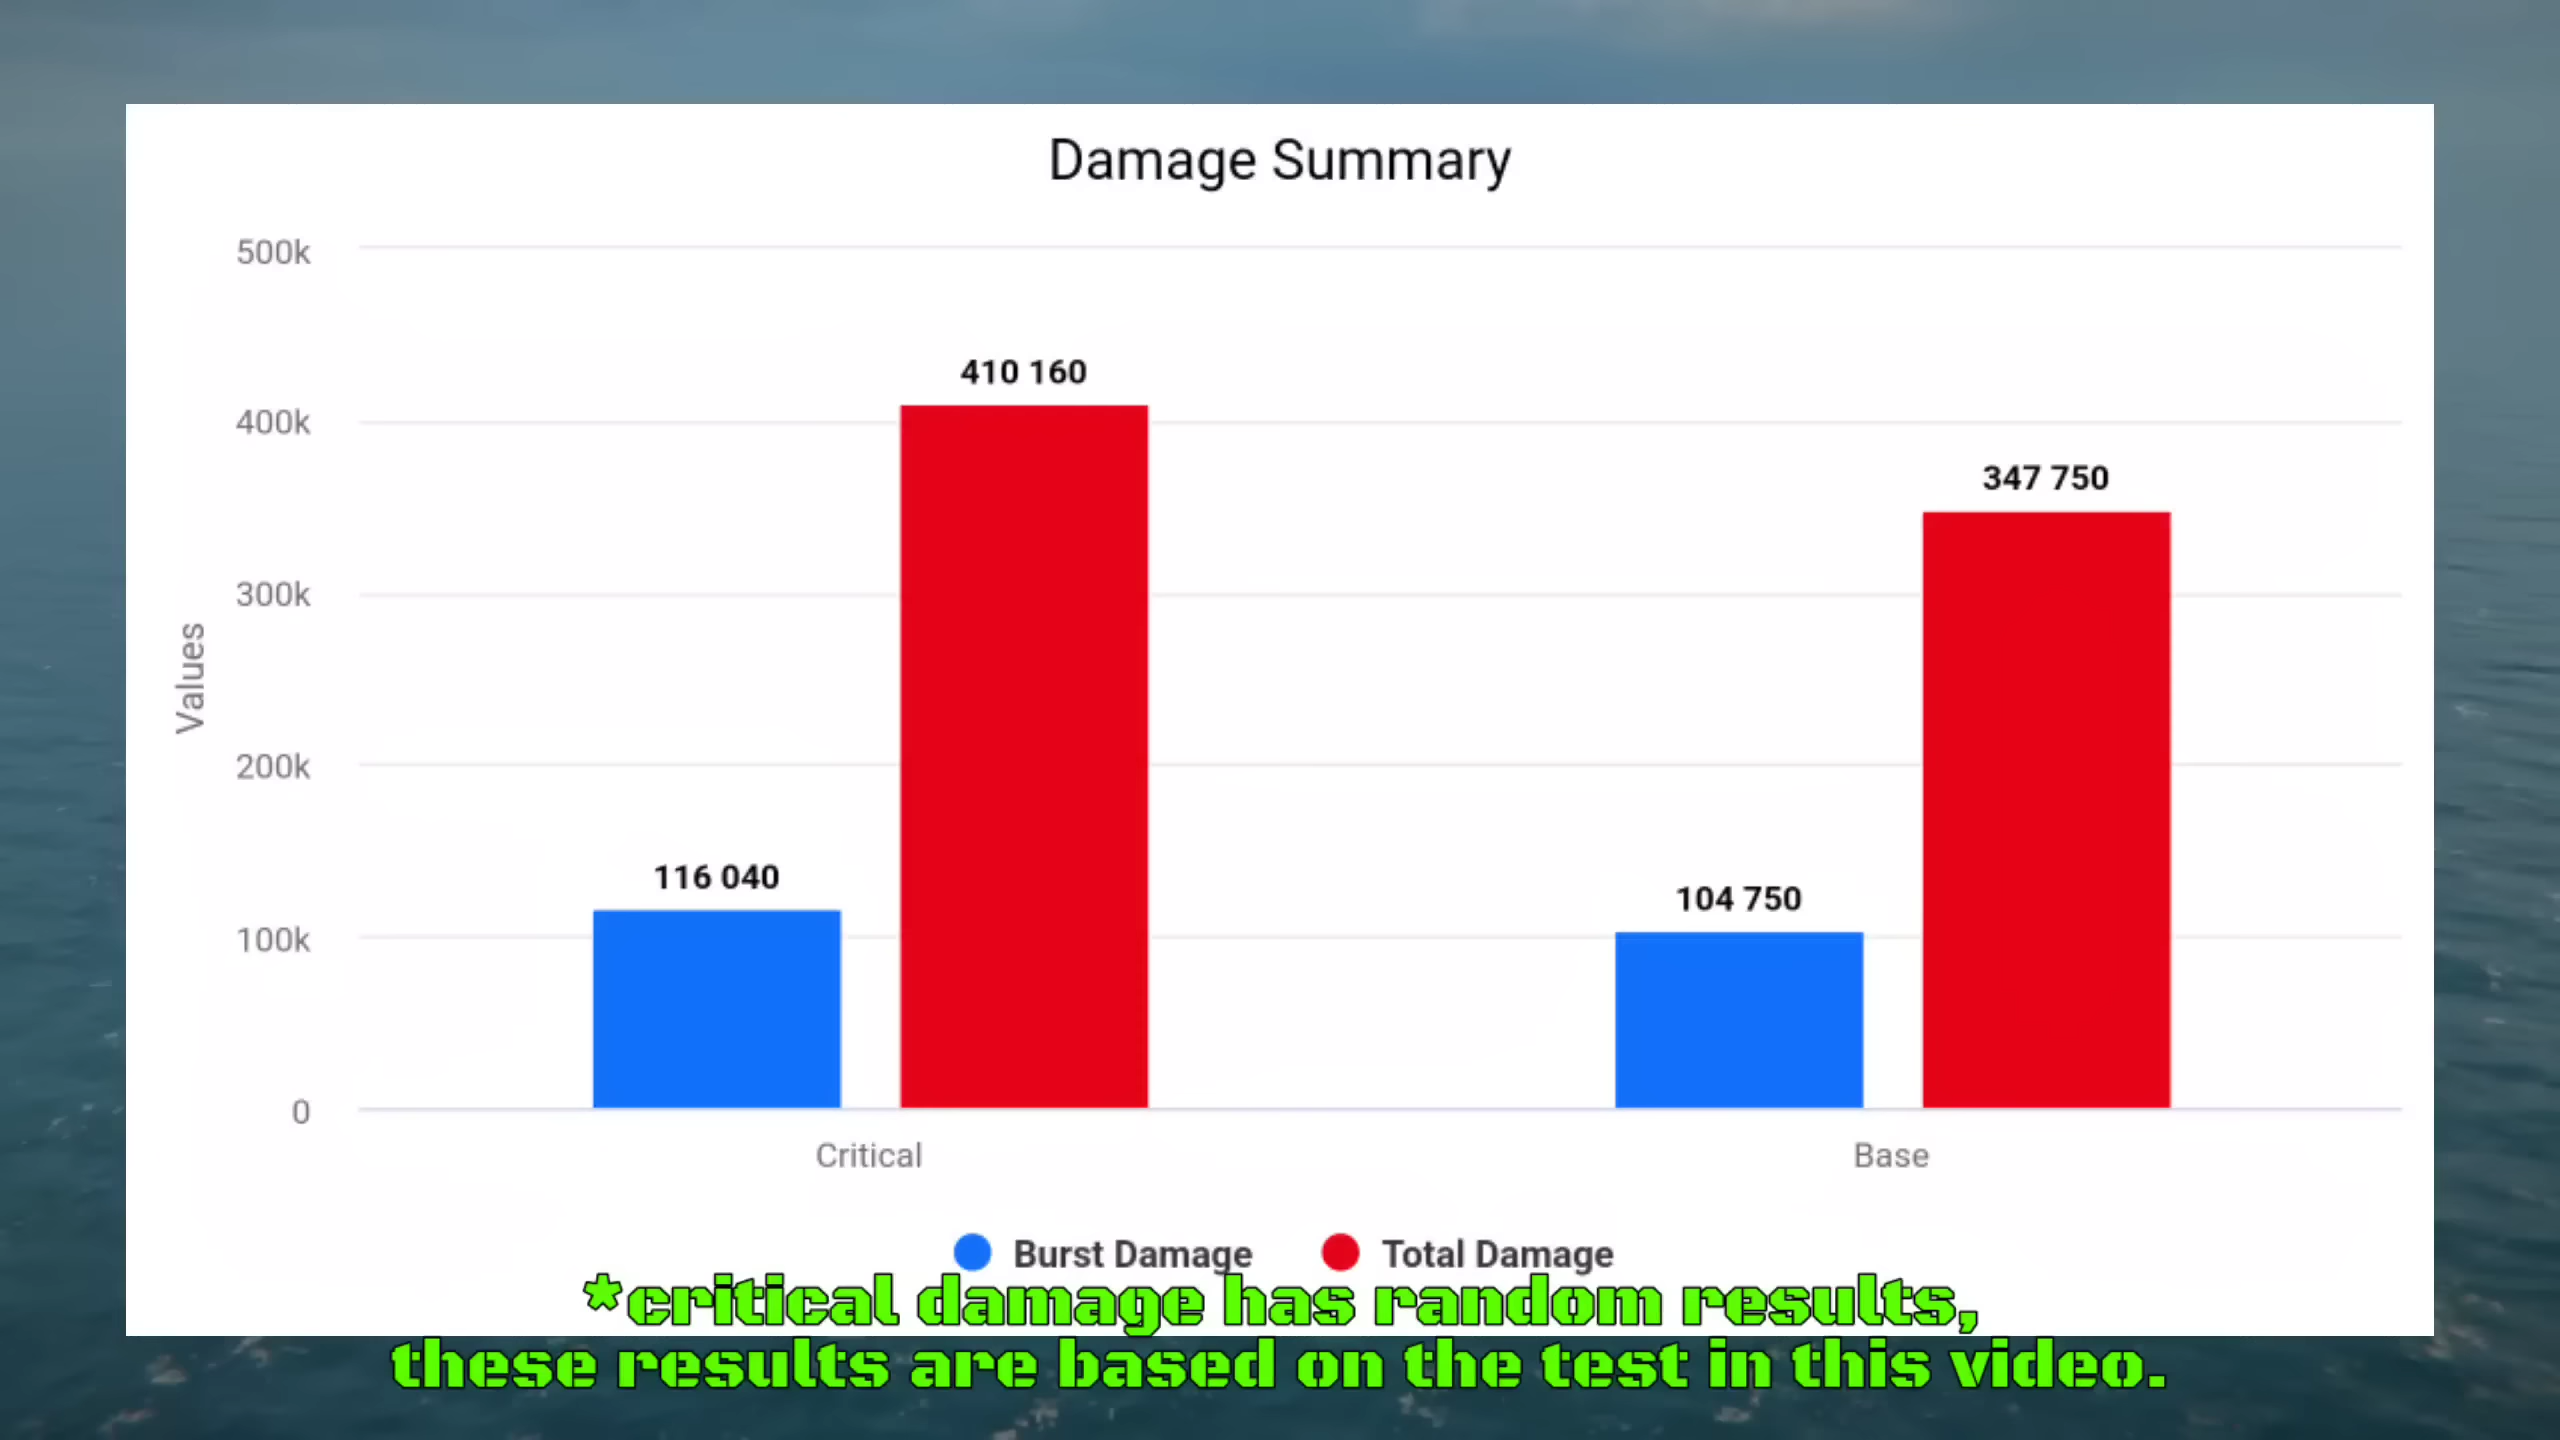 Damage Summary
500k
410 160
400k
347 750
300k
Values
200k
116 040
104 750
100k
0
Critical
Base
Burst Damage
Total Damage
*critical damage has random results,
these results are based on the test in this video.